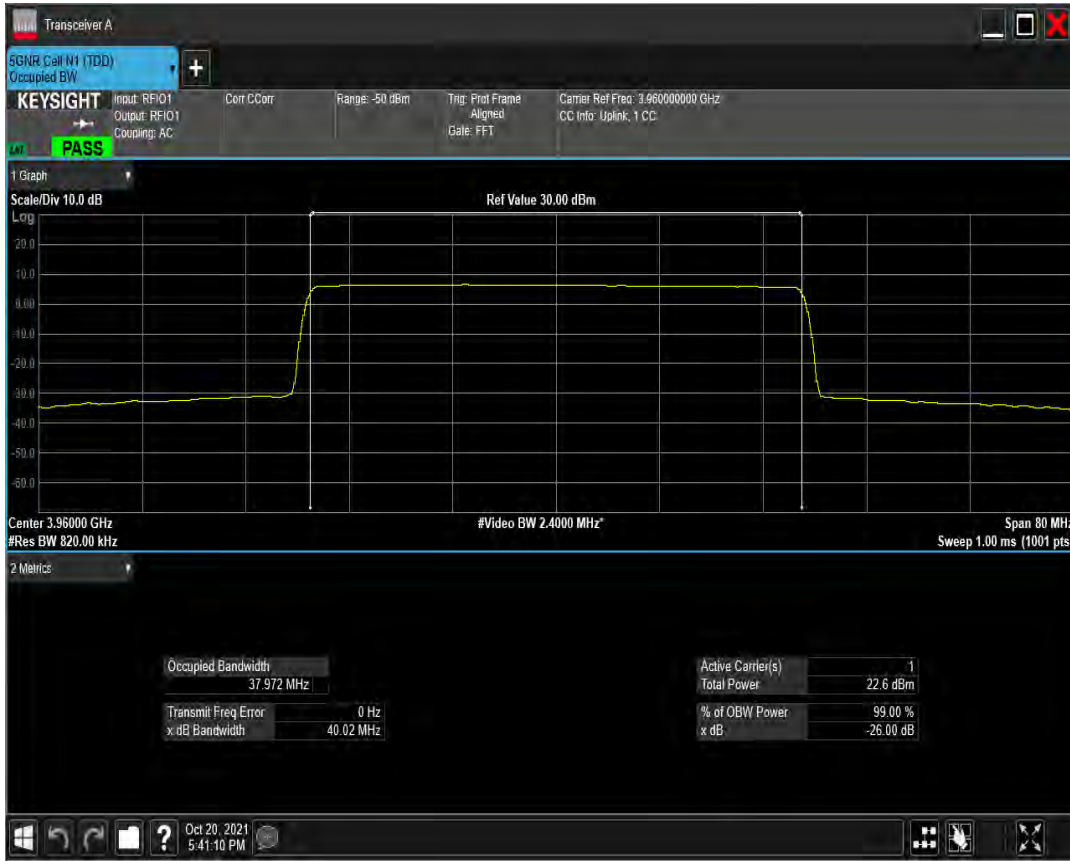 Transceiver A
5GNR Cell N1 (TDD)
Occupied BW
+
KEYSIGHT
Input: RFIO1
Output: RFIO1
Coupling: AC
Corr CCorr
Range: -50 dBm
Trig: Prot Frame
Aligned
Gate: FFT
Carrier Ref Freq: 3.960000000 GHz
CC Info: Uplink, 1 CC
PASS
1 Graph
Scale/Div 10.0 dB
Ref Value 30.00 dBm
Log
20.0
10.0
0.00
-10.0
-20.0
-30.0
-40.0
-50.0
-60.0
Center 3.96000 GHz
#Video BW 2.4000 MHz*
Span 80 MHz
#Res BW 820.00 kHz
Sweep 1.00 ms (1001 pts
2 Metrics
Occupied Bandwidth
37.972 MHz
Transmit Freq Error 0 Hz
x dB Bandwidth 40.02 MHz
Active Carrier(s) 1
Total Power 22.6 dBm
% of OBW Power 99.00 %
x dB -26.00 dB
?
Oct 20, 2021
5:41:10 PM